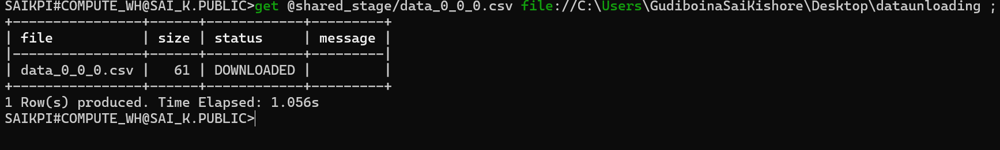 SAIKPI#COMPUTE_WH@SAI_K.PUBLIC>get @shared_stage/data_0_0_0.csv file://C:\Users\GudiboinaSaiKishore\Desktop\dataunloading ;
+----------------+------+------------+---------+
| file           | size | status     | message |
|----------------+------+------------+---------|
| data_0_0_0.csv |   61 | DOWNLOADED |         |
+----------------+------+------------+---------+
1 Row(s) produced. Time Elapsed: 1.056s
SAIKPI#COMPUTE_WH@SAI_K.PUBLIC>